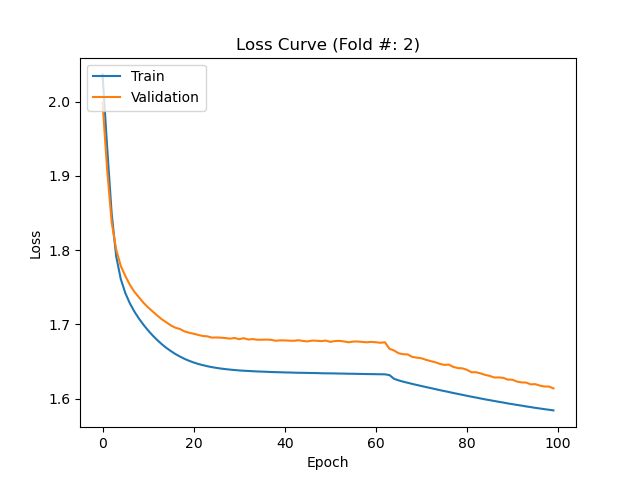 Loss Curve (Fold #: 2)
Train
Validation
2.0
1.9
1.8
1.7
1.6
Loss
0 20 40 60 80 100
Epoch